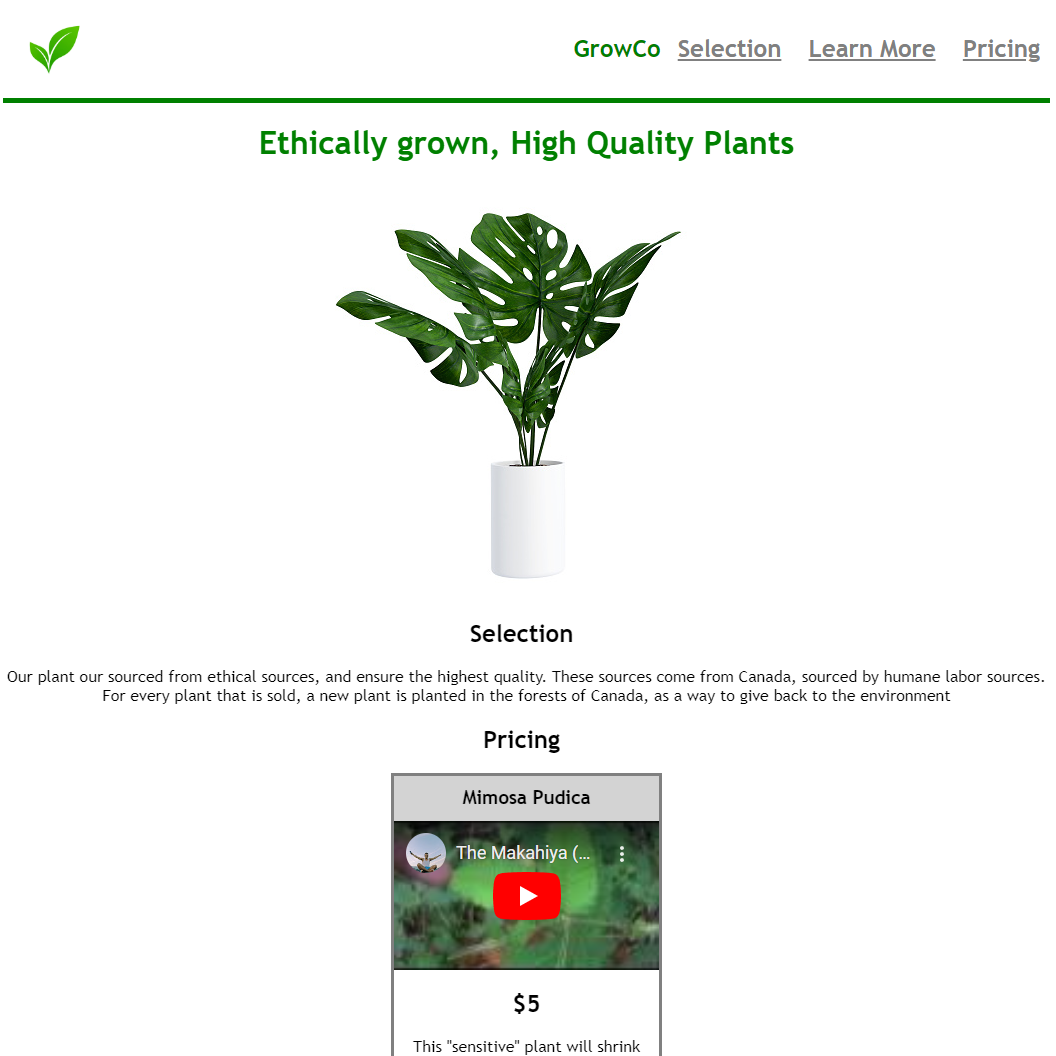 GrowCo Selection Learn More Pricing
Ethically grown, High Quality Plants
Selection
Our plant our sourced from ethical sources, and ensure the highest quality. These sources come from Canada, sourced by humane labor sources.
For every plant that is sold, a new plant is planted in the forests of Canada, as a way to give back to the environment
Pricing
Mimosa Pudica
The Makahiya (...
$5
This "sensitive" plant will shrink